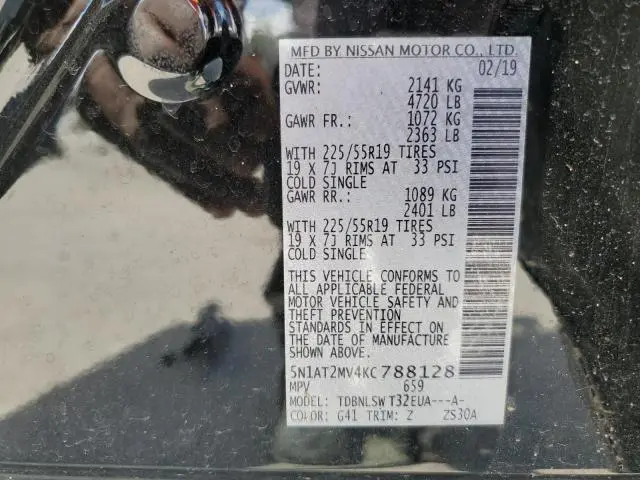 MFD BY NISSAN MOTOR CO., LTD.
DATE: 02/19
GVWR: 2141 KG
4720 LB
GAWR FR.: 1072 KG
2363 LB
WITH 225/55R19 TIRES
19 X 7J RIMS AT 33 PSI
COLD SINGLE
GAWR RR.: 1089 KG
2401 LB
WITH 225/55R19 TIRES
19 X 7J RIMS AT 33 PSI
COLD SINGLE
THIS VEHICLE CONFORMS TO
ALL APPLICABLE FEDERAL
MOTOR VEHICLE SAFETY AND
THEFT PREVENTION
STANDARDS IN EFFECT ON
THE DATE OF MANUFACTURE
SHOWN ABOVE.
5N1AT2MV4KC788128
MPV 659
MODEL: TDBNLSWT32EUA---A-
COLOR: G41 TRIM: Z ZS30A